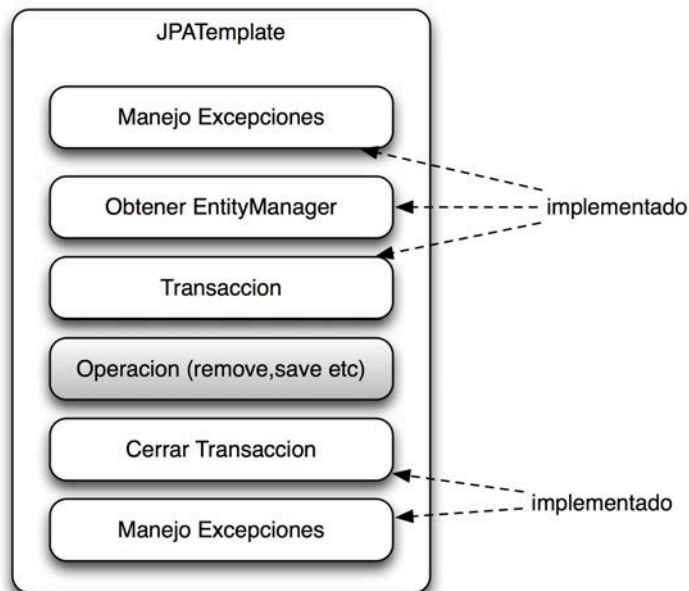 JPATemplate
Manejo Excepciones
Obtener EntityManager
implementado
Transaccion
Operacion (remove,save etc)
Cerrar Transaccion
implementado
Manejo Excepciones